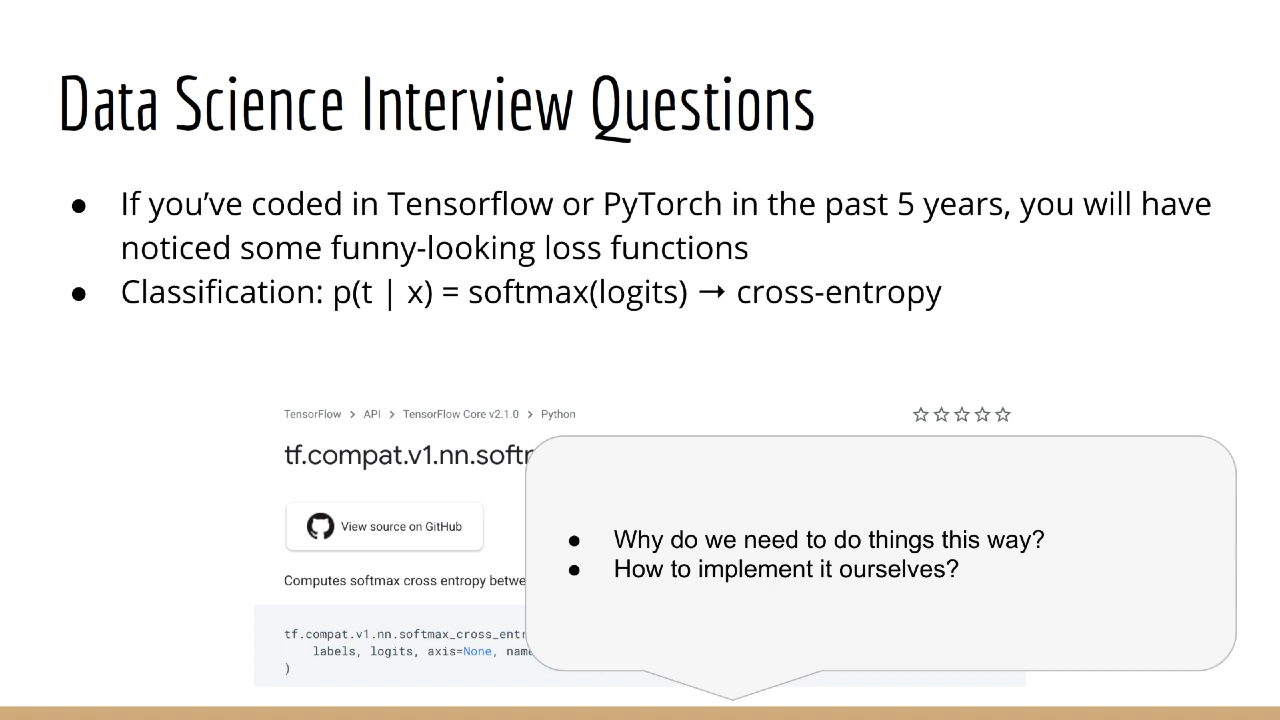 Data Science Interview Questions
● If you’ve coded in Tensorflow or PyTorch in the past 5 years, you will have
noticed some funny-looking loss functions
● Classification: p(t | x) = softmax(logits) → cross-entropy
TensorFlow > API > TensorFlow Core v2.1.0 > Python
tf.compat.v1.nn.softr
View source on GitHub
● Why do we need to do things this way?
● How to implement it ourselves?
Computes softmax cross entropy betwe
tf.compat.v1.nn.softmax_cross_entr
labels, logits, axis=None, name
)